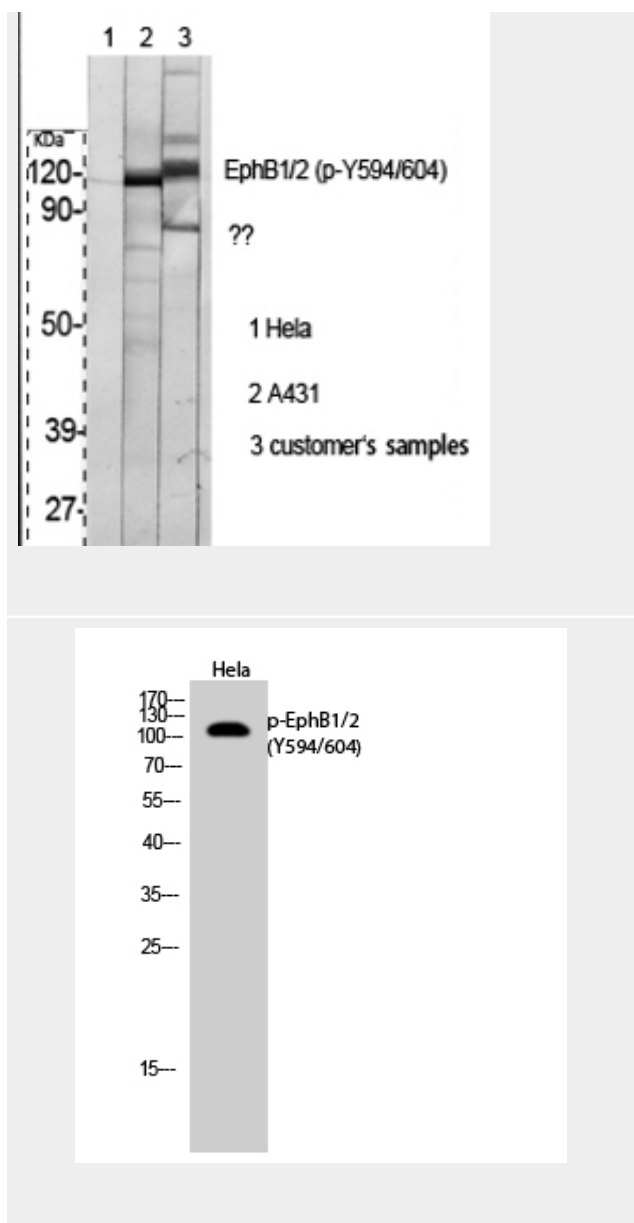 1 2 3
KDa
120-
EphB1/2 (p-Y594/604)
90-
??
50-
1 Hela
2 A431
39-
3 customer's samples
27-
Hela
170---
130---
p-EphB1/2
100---
(Y594/604)
70---
55---
40---
35---
25---
15---